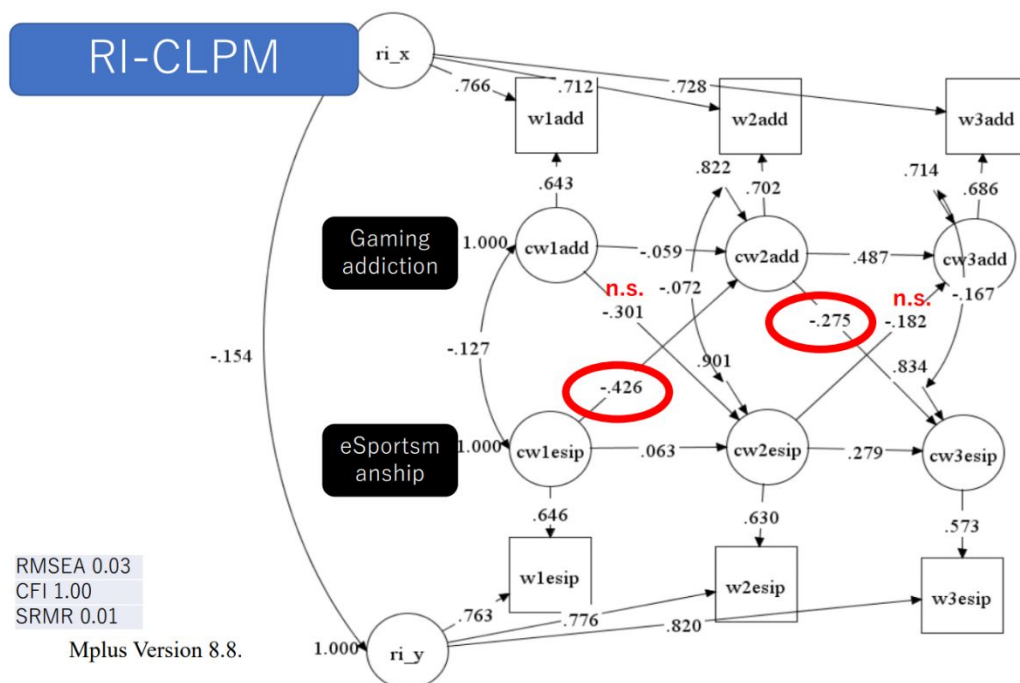 RI-CLPM
ri_x
.766
.712
.728
w1add
w2add
w3add
.822
.714
.643
.702
.686
Gaming
addiction
1.000
cw1add
-.059
cw2add
.487
cw3add
n.s.
-.072
n.s.
-.167
-.301
-.275
-.182
-.154
-.127
-.426
.901
.834
eSportsm
anship
1.000
cw1esip
.063
cw2esip
.279
cw3esip
.646
.630
.573
w1esip
w2esip
w3esip
RMSEA 0.03
CFI 1.00
SRMR 0.01
.763
.776
.820
Mplus Version 8.8.
1.000
ri_y